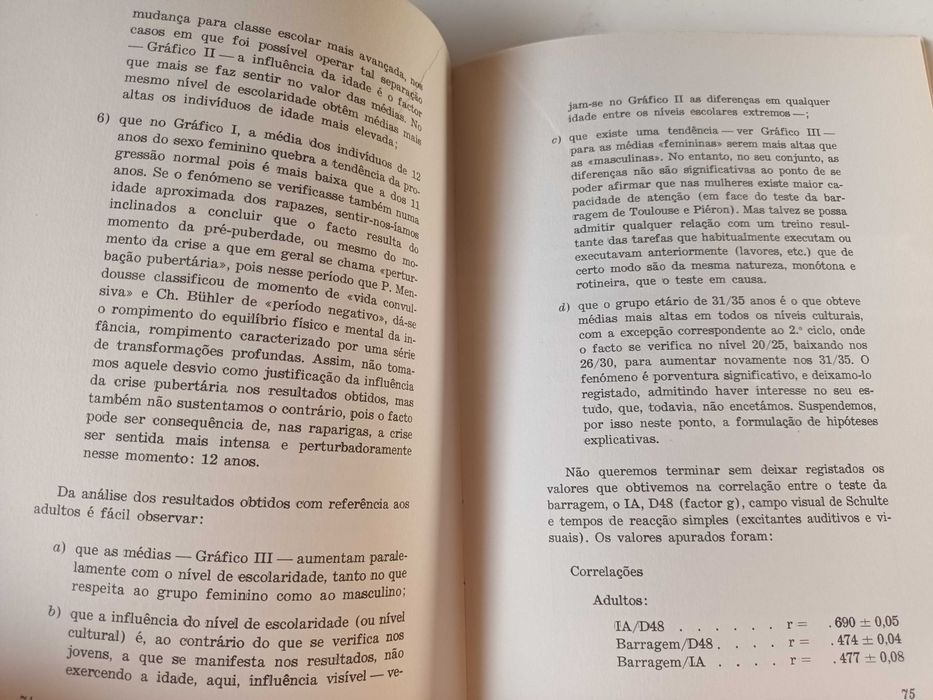 mudança para classe escolar mais avançada, nos
casos em que foi possível operar tal separação
— Gráfico II — a influência da idade é o factor
que mais se faz sentir no valor das médias. No
mesmo nível de escolaridade obtêm médias mais
altas os indivíduos de idade mais elevada;
6) que no Gráfico I, a média dos indivíduos de 12
anos do sexo feminino quebra a tendência da pro-
gressão normal pois é mais baixa que a dos 11
anos. Se o fenómeno se verificasse também numa
idade aproximada dos rapazes, sentir-nos-íamos
inclinados a concluir que o facto resulta do
momento da pré-puberdade, ou mesmo do mo-
mento da crise a que em geral se chama «pertur-
bação pubertária», pois nesse período que P. Men-
dousse classificou de momento de «vida convul-
siva» e Ch. Bühler de «período negativo», dá-se
o rompimento do equilíbrio físico e mental da in-
fância, rompimento caracterizado por uma série
de transformações profundas. Assim, não toma-
mos aquele desvio como justificação da influência
da crise pubertária nos resultados obtidos, mas
também não sustentamos o contrário, pois o facto
pode ser consequência de, nas raparigas, a crise
ser sentida mais intensa e perturbadoramente
nesse momento: 12 anos.
Da análise dos resultados obtidos com referência aos
adultos é fácil observar:
a) que as médias — Gráfico III — aumentam parale-
lamente com o nível de escolaridade, tanto no que
respeita ao grupo feminino como ao masculino;
b) que a influência do nível de escolaridade (ou nível
cultural) é, ao contrário do que se verifica nos
jovens, a que se manifesta nos resultados, não
exercendo a idade, aqui, influência visível — ve-
jam-se no Gráfico II as diferenças em qualquer
idade entre os níveis escolares extremos — ;
c) que existe uma tendência — ver Gráfico III —
para as médias «femininas» serem mais altas que
as «masculinas». No entanto, no seu conjunto, as
diferenças não são significativas ao ponto de se
poder afirmar que nas mulheres existe maior ca-
pacidade de atenção (em face do teste da bar-
ragem de Toulouse e Piéron). Mas talvez se possa
admitir qualquer relação com um treino resul-
tante das tarefas que habitualmente executam ou
executavam anteriormente (lavores, etc.) que de
certo modo são da mesma natureza, monótona e
rotineira, que o teste em causa.
d) que o grupo etário de 31/35 anos é o que obteve
médias mais altas em todos os níveis culturais,
com a excepção correspondente ao 2.º ciclo, onde
o facto se verifica no nível 20/25, baixando nos
26/30, para aumentar novamente nos 31/35. O
fenómeno é porventura significativo, e deixamo-lo
registado, admitindo haver interesse no seu es-
tudo, que, todavia, não encetámos. Suspendemos,
por isso neste ponto, a formulação de hipóteses
explicativas.
Não queremos terminar sem deixar registados os
valores que obtivemos na correlação entre o teste da
barragem, o IA, D48 (factor g), campo visual de Schulte
e tempos de reacção simples (excitantes auditivos e vi-
suais). Os valores apurados foram:
Correlações
Adultos:
IA/D48 . . . . . . r = .690 ± 0,05
Barragem/D48 . . . . r = .474 ± 0,04
Barragem/IA . . . . r = .477 ± 0,08
75